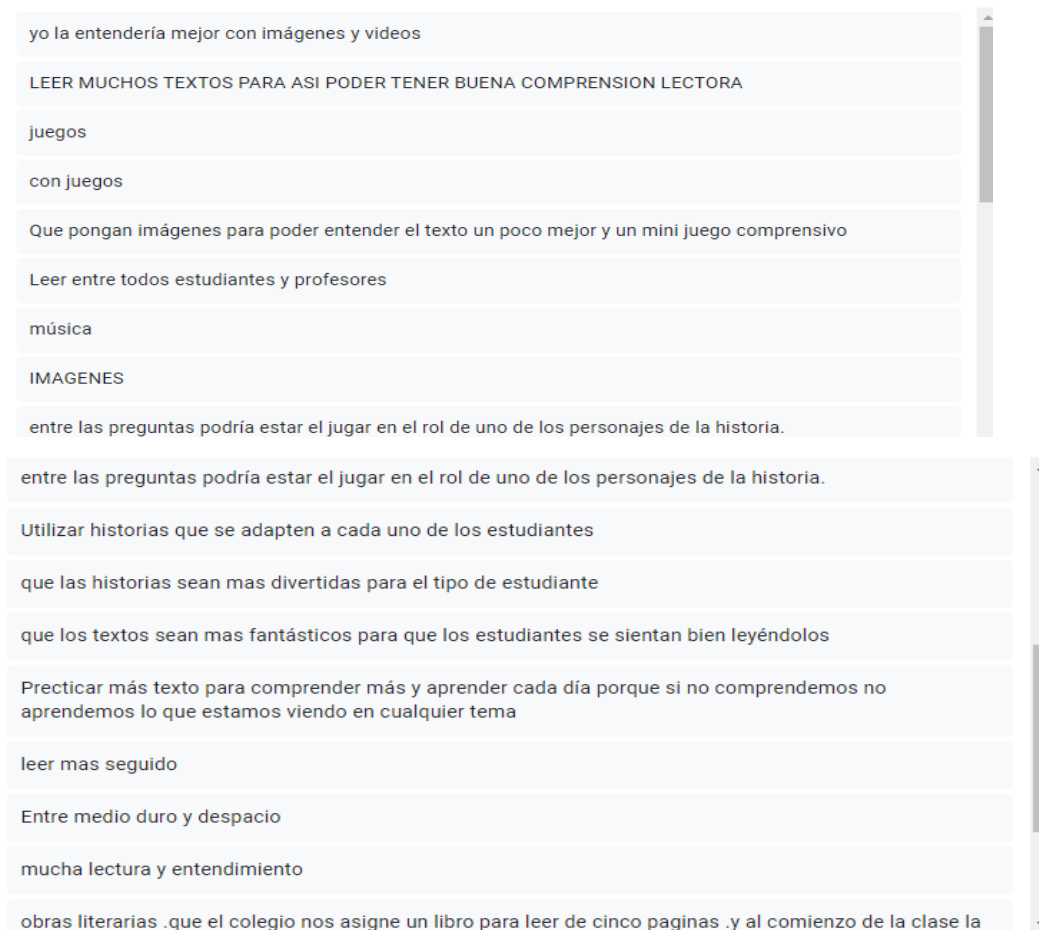 yo la entendería mejor con imágenes y videos
LEER MUCHOS TEXTOS PARA ASI PODER TENER BUENA COMPRENSION LECTORA
juegos
con juegos
Que pongan imágenes para poder entender el texto un poco mejor y un mini juego comprensivo
Leer entre todos estudiantes y profesores
música
IMAGENES
entre las preguntas podría estar el jugar en el rol de uno de los personajes de la historia.
entre las preguntas podría estar el jugar en el rol de uno de los personajes de la historia.
Utilizar historias que se adapten a cada uno de los estudiantes
que las historias sean mas divertidas para el tipo de estudiante
que los textos sean mas fantásticos para que los estudiantes se sientan bien leyéndolos
Precticar más texto para comprender más y aprender cada día porque si no comprendemos no
aprendemos lo que estamos viendo en cualquier tema
leer mas seguido
Entre medio duro y despacio
mucha lectura y entendimiento
obras literarias .que el colegio nos asigne un libro para leer de cinco paginas .y al comienzo de la clase la